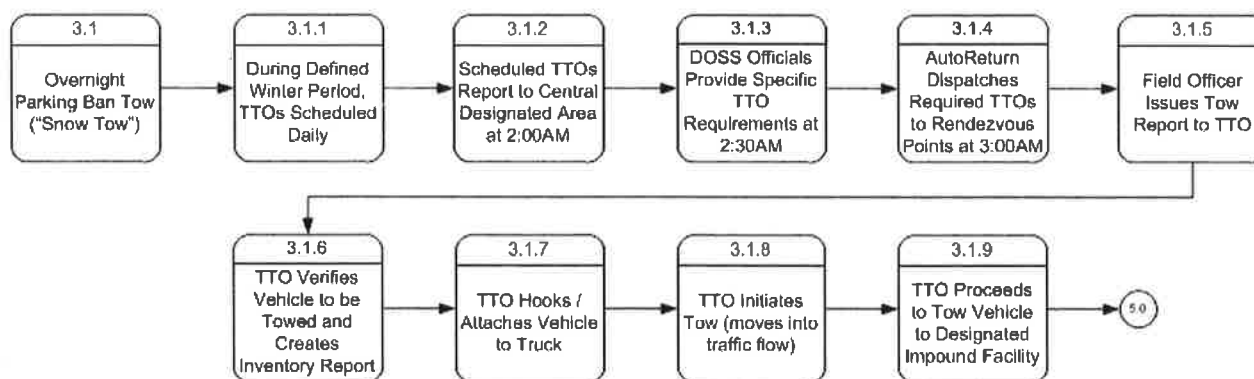 3.1
Overnight
Parking Ban Tow
("Snow Tow")
3.1.1
During Defined
Winter Period,
TTOs Scheduled
Daily
3.1.2
Scheduled TTOs
Report to Central
Designated Area
at 2:00AM
3.1.3
DOSS Officials
Provide Specific
TTO
Requirements at
2:30AM
3.1.4
AutoReturn
Dispatches
Required TTOs
to Rendezvous
Points at 3:00AM
3.1.5
Field Officer
Issues Tow
Report to TTO
3.1.6
TTO Verifies
Vehicle to be
Towed and
Creates
Inventory Report
3.1.7
TTO Hooks /
Attaches Vehicle
to Truck
3.1.8
TTO Initiates
Tow (moves into
traffic flow)
3.1.9
TTO Proceeds
to Tow Vehicle
to Designated
Impound Facility
5.0